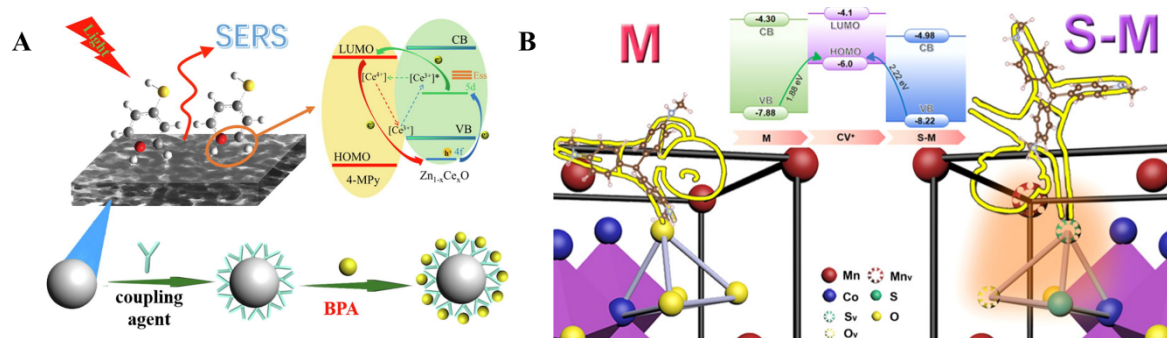 A
Light
SERS
LUMO
CB
[Ce⁴⁺]
[Ce³⁺]*
Ess
5d
[Ce³⁺]
VB
HOMO
4f
4-MPy
Zn₁₋ₓCeₓO
coupling
agent
BPA
B
M
S-M
-4.30
CB
-4.1
LUMO
-4.98
CB
HOMO
-6.0
1.88 eV
2.22 eV
VB
-7.88
VB
-8.22
M
CV⁺
S-M
Mn
Mnᵥ
Co
S
Sᵥ
O
Oᵥ